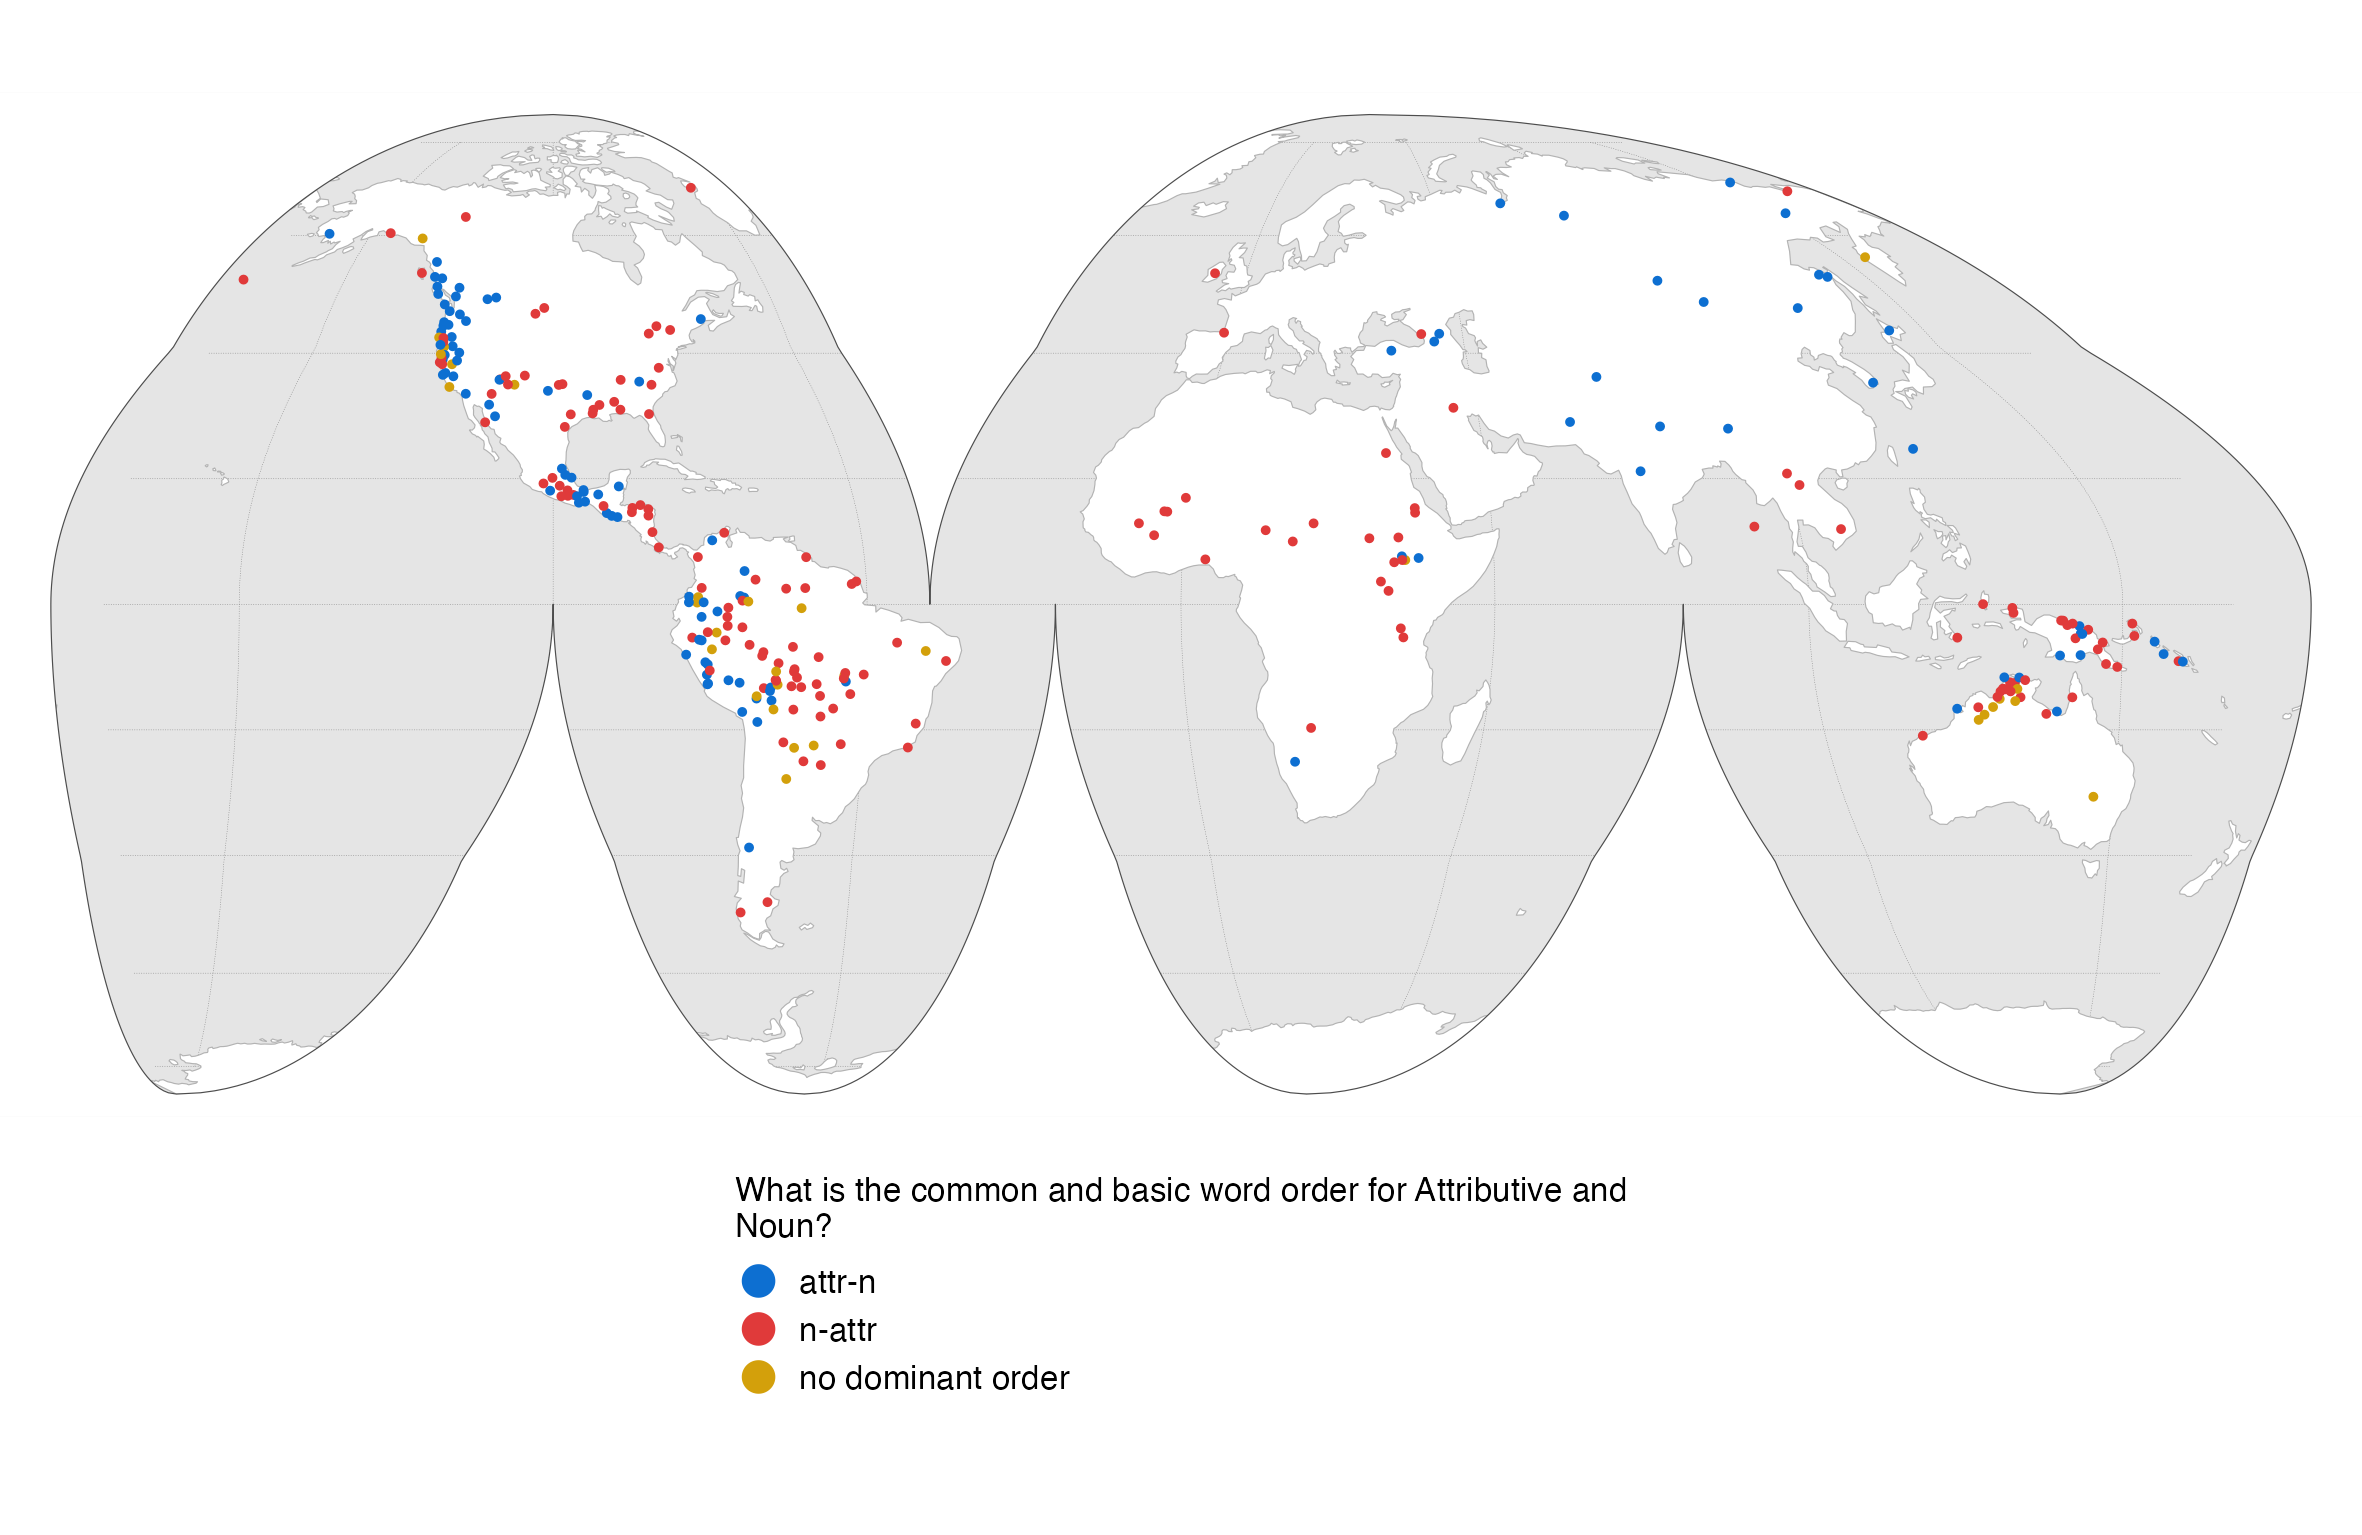 What is the common and basic word order for Attributive and
Noun?
attr-n
n-attr
no dominant order